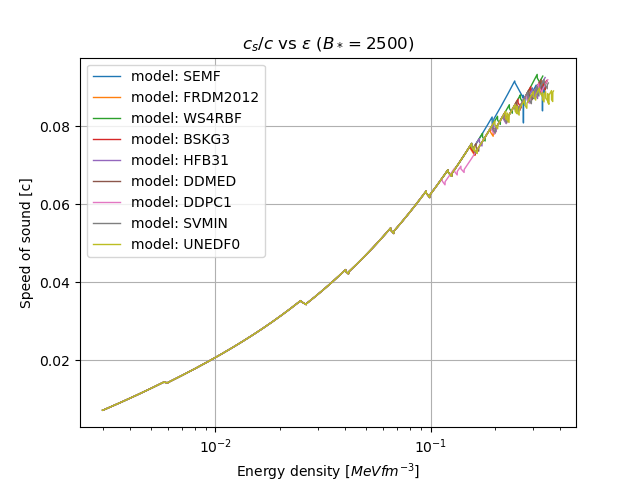 c_s/c vs ε (B_* = 2500)
model: SEMF
model: FRDM2012
model: WS4RBF
model: BSKG3
model: HFB31
model: DDMED
model: DDPC1
model: SVMIN
model: UNEDF0
0.08
0.06
0.04
0.02
Speed of sound [c]
10^{-2}
10^{-1}
Energy density [MeVfm^{-3}]